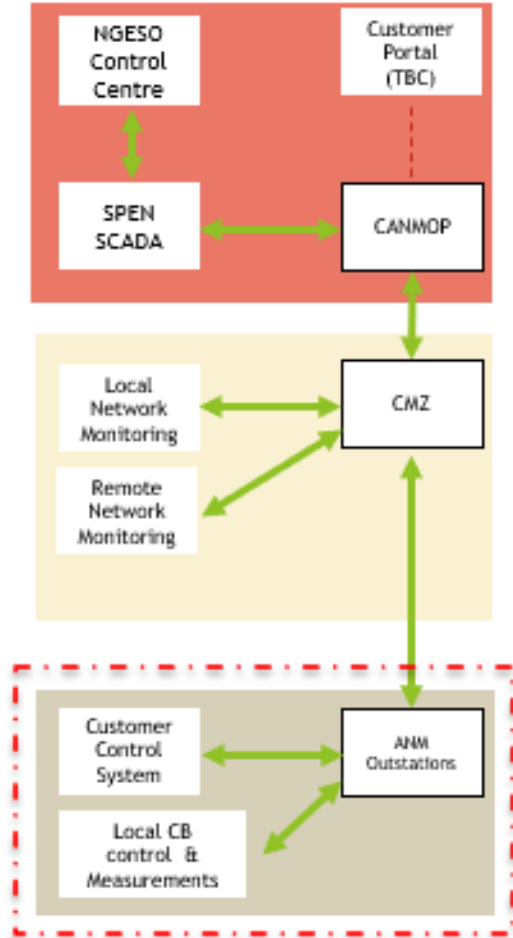 NGESO
Control
Centre
Customer
Portal
(TBC)
SPEN
SCADA
CANMOP
Local
Network
Monitoring
CMZ
Remote
Network
Monitoring
Customer
Control
System
ANM
Outstations
Local CB
control &
Measurements